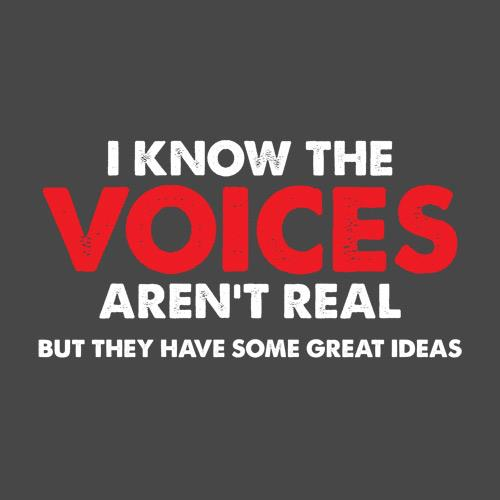 I KNOW THE
VOICES
AREN'T REAL
BUT THEY HAVE SOME GREAT IDEAS